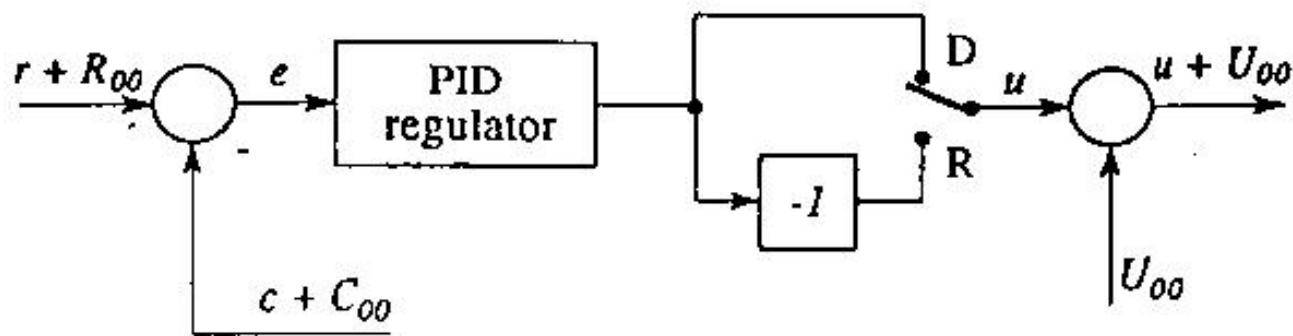 r + R₀₀
e
PID
regulator
D
u
u + U₀₀
-
-1
R
c + C₀₀
U₀₀